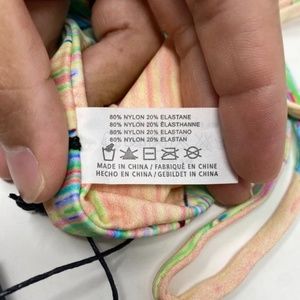 80% NYLON 20% ELASTANE
80% NYLON 20% ÉLASTHANNE
80% NYLON 20% ELASTANO
80% NYLON 20% ELASTAN
MADE IN CHINA / FABRIQUÉ EN CHINE
HECHO EN CHINA / GEBILDET IN CHINA